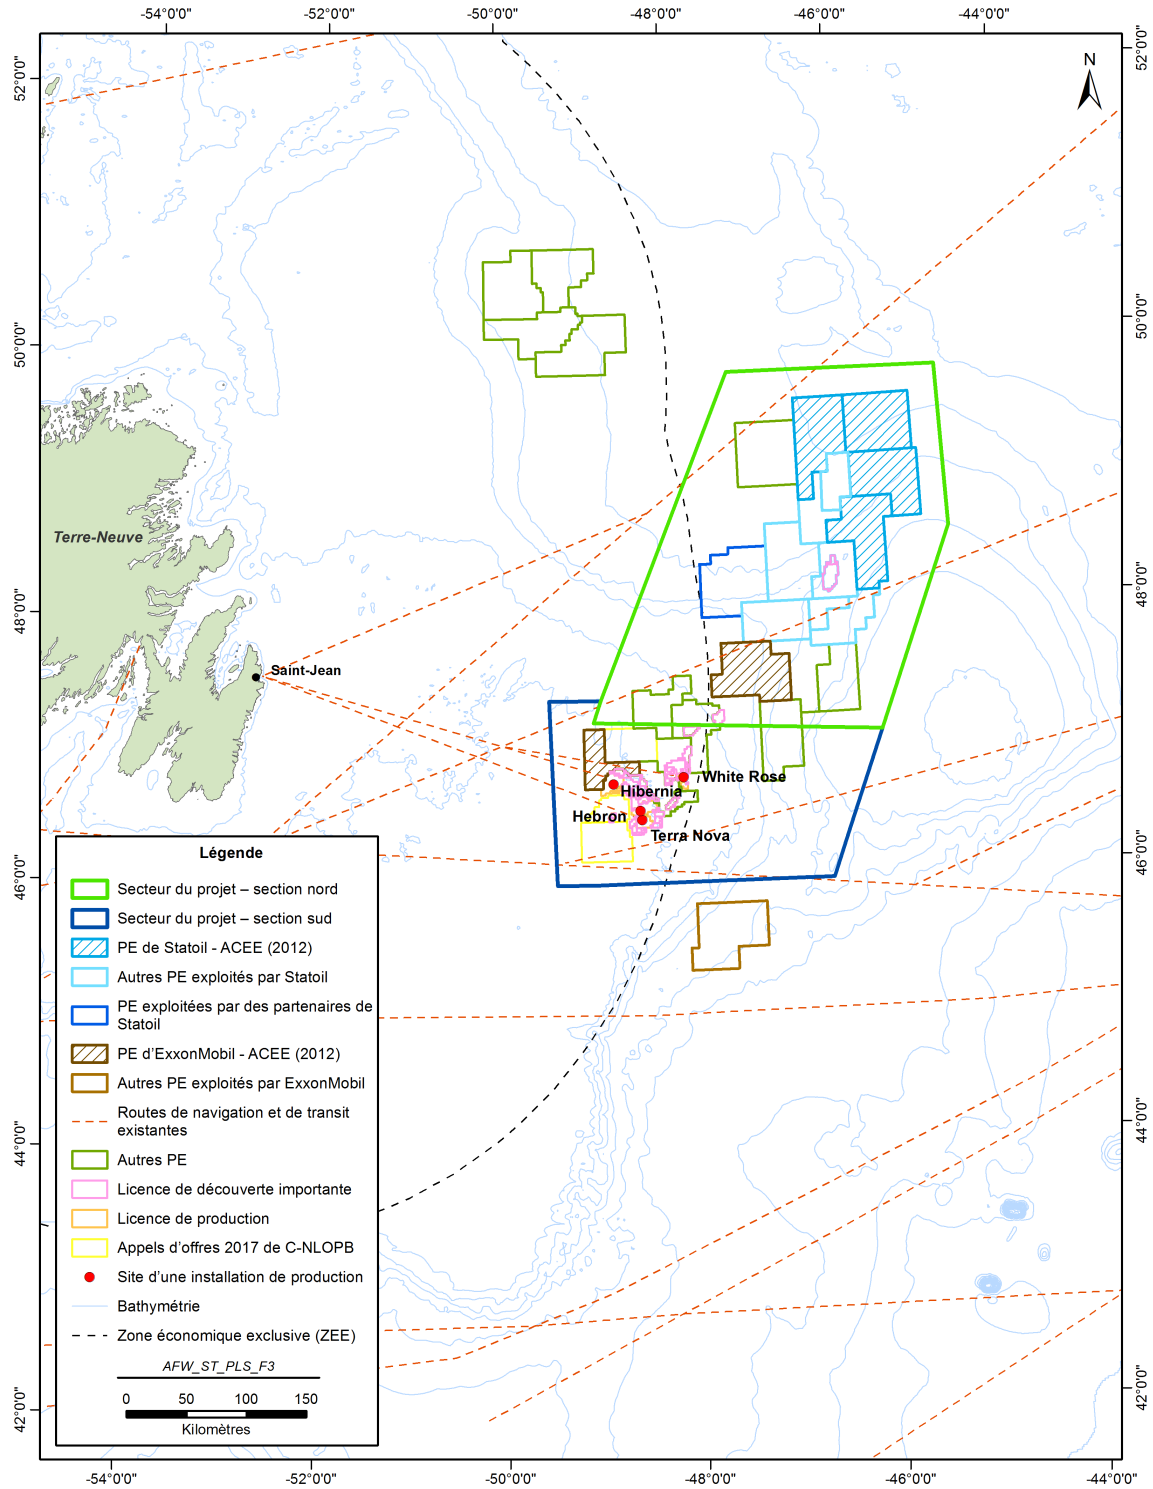 -54°0'0"
-52°0'0"
-50°0'0"
-48°0'0"
-46°0'0"
-44°0'0"
52°0'0"
52°0'0"
N
50°0'0"
50°0'0"
Terre-Neuve
48°0'0"
48°0'0"
Saint-Jean
White Rose
Hibernia
Hebron
Terra Nova
46°0'0"
46°0'0"
Légende
Secteur du projet – section nord
Secteur du projet – section sud
PE de Statoil - ACEE (2012)
Autres PE exploités par Statoil
PE exploitées par des partenaires de
Statoil
PE d'ExxonMobil - ACEE (2012)
Autres PE exploités par ExxonMobil
Routes de navigation et de transit
existantes
Autres PE
Licence de découverte importante
Licence de production
Appels d'offres 2017 de C-NLOPB
Site d'une installation de production
Bathymétrie
Zone économique exclusive (ZEE)
AFW_ST_PLS_F3
0 50 100 150
Kilomètres
44°0'0"
44°0'0"
42°0'0"
42°0'0"
-54°0'0"
-52°0'0"
-50°0'0"
-48°0'0"
-46°0'0"
-44°0'0"